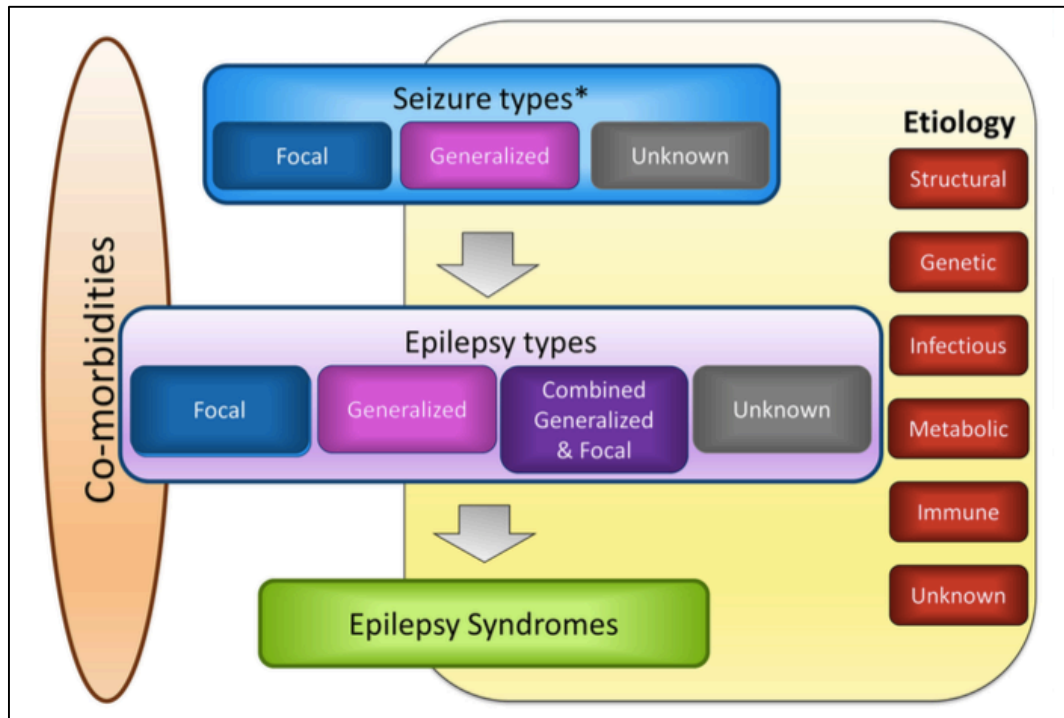 Co-morbidities
Seizure types*
Focal
Generalized
Unknown
Epilepsy types
Focal
Generalized
Combined
Generalized
& Focal
Unknown
Epilepsy Syndromes
Etiology
Structural
Genetic
Infectious
Metabolic
Immune
Unknown